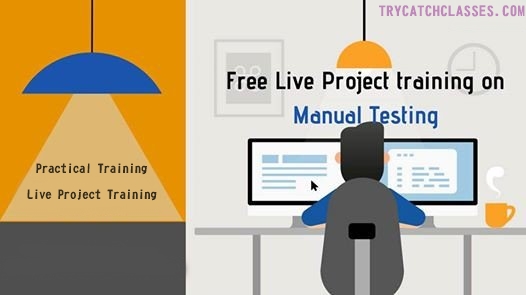 TRYCATCHCLASSES.COM
Free Live Project training on
Manual Testing
Practical Training
Live Project Training